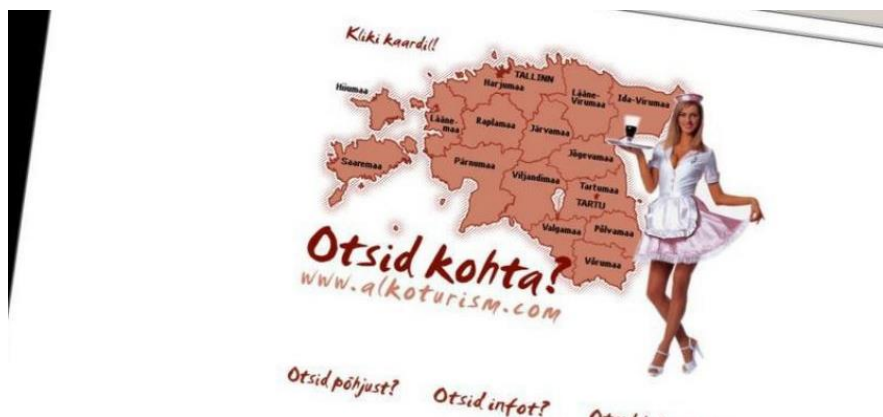 Kliki kaardil!
TALLINN
Harjumaa
Lääne-
Virumaa
Ida-Virumaa
Hiiumaa
Lääne-
maa
Raplamaa
Järvamaa
Jõgevamaa
Saaremaa
Pärnumaa
Viljandimaa
Tartumaa
TARTU
Valgamaa
Põlvamaa
Võrumaa
Otsid kohta?
www.alkoturism.com
Otsid põhjust?
Otsid infot?